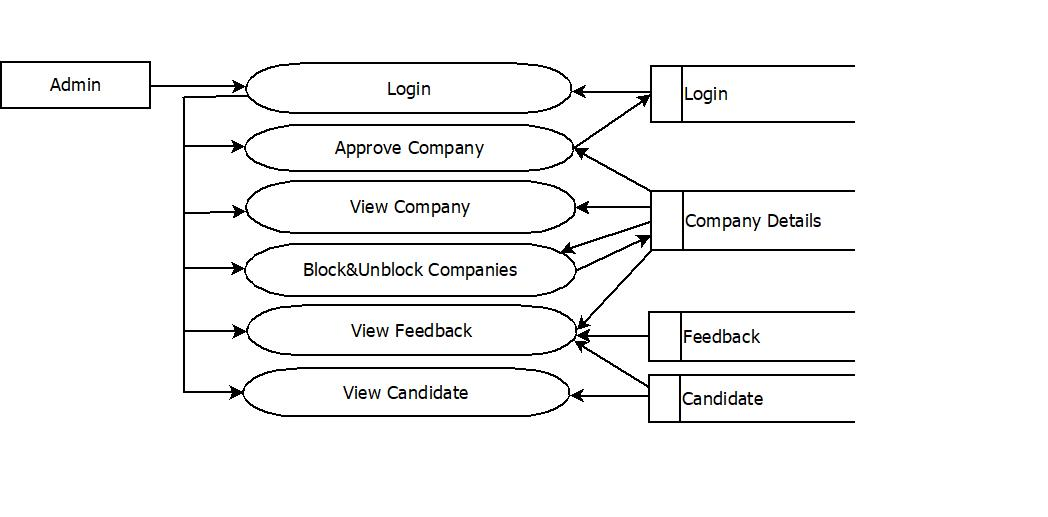 Admin
Login
Login
Approve Company
View Company
Company Details
Block&Unblock Companies
View Feedback
Feedback
View Candidate
Candidate